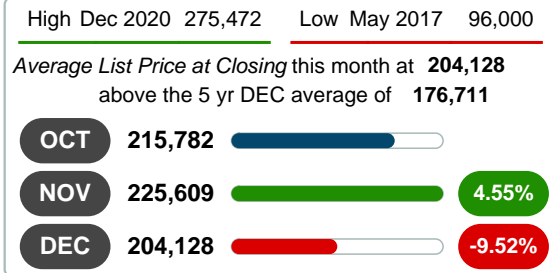 High Dec 2020 275,472 Low May 2017 96,000
Average List Price at Closing this month at 204,128
above the 5 yr DEC average of 176,711
OCT 215,782
NOV 225,609 4.55%
DEC 204,128 -9.52%